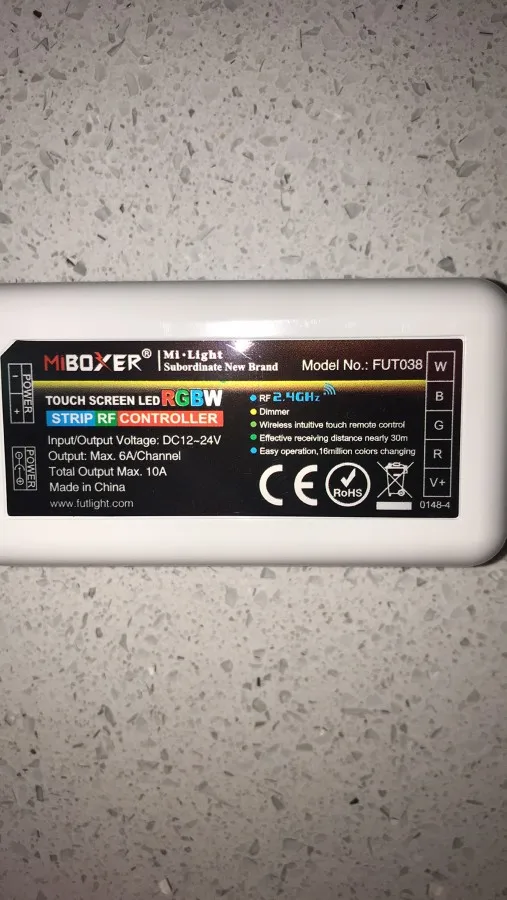 MiBOXER® Mi·Light
Subordinate New Brand
Model No.: FUT038
- POWER +
POWER
TOUCH SCREEN LED RGBW
STRIP RF CONTROLLER
Input/Output Voltage: DC12~24V
Output: Max. 6A/Channel
Total Output Max. 10A
Made in China
www.futlight.com
RF 2.4GHz
Dimmer
Wireless intuitive touch remote control
Effective receiving distance nearly 30m
Easy operation,16million colors changing
CE
RoHS
0148-4
W
B
G
R
V+